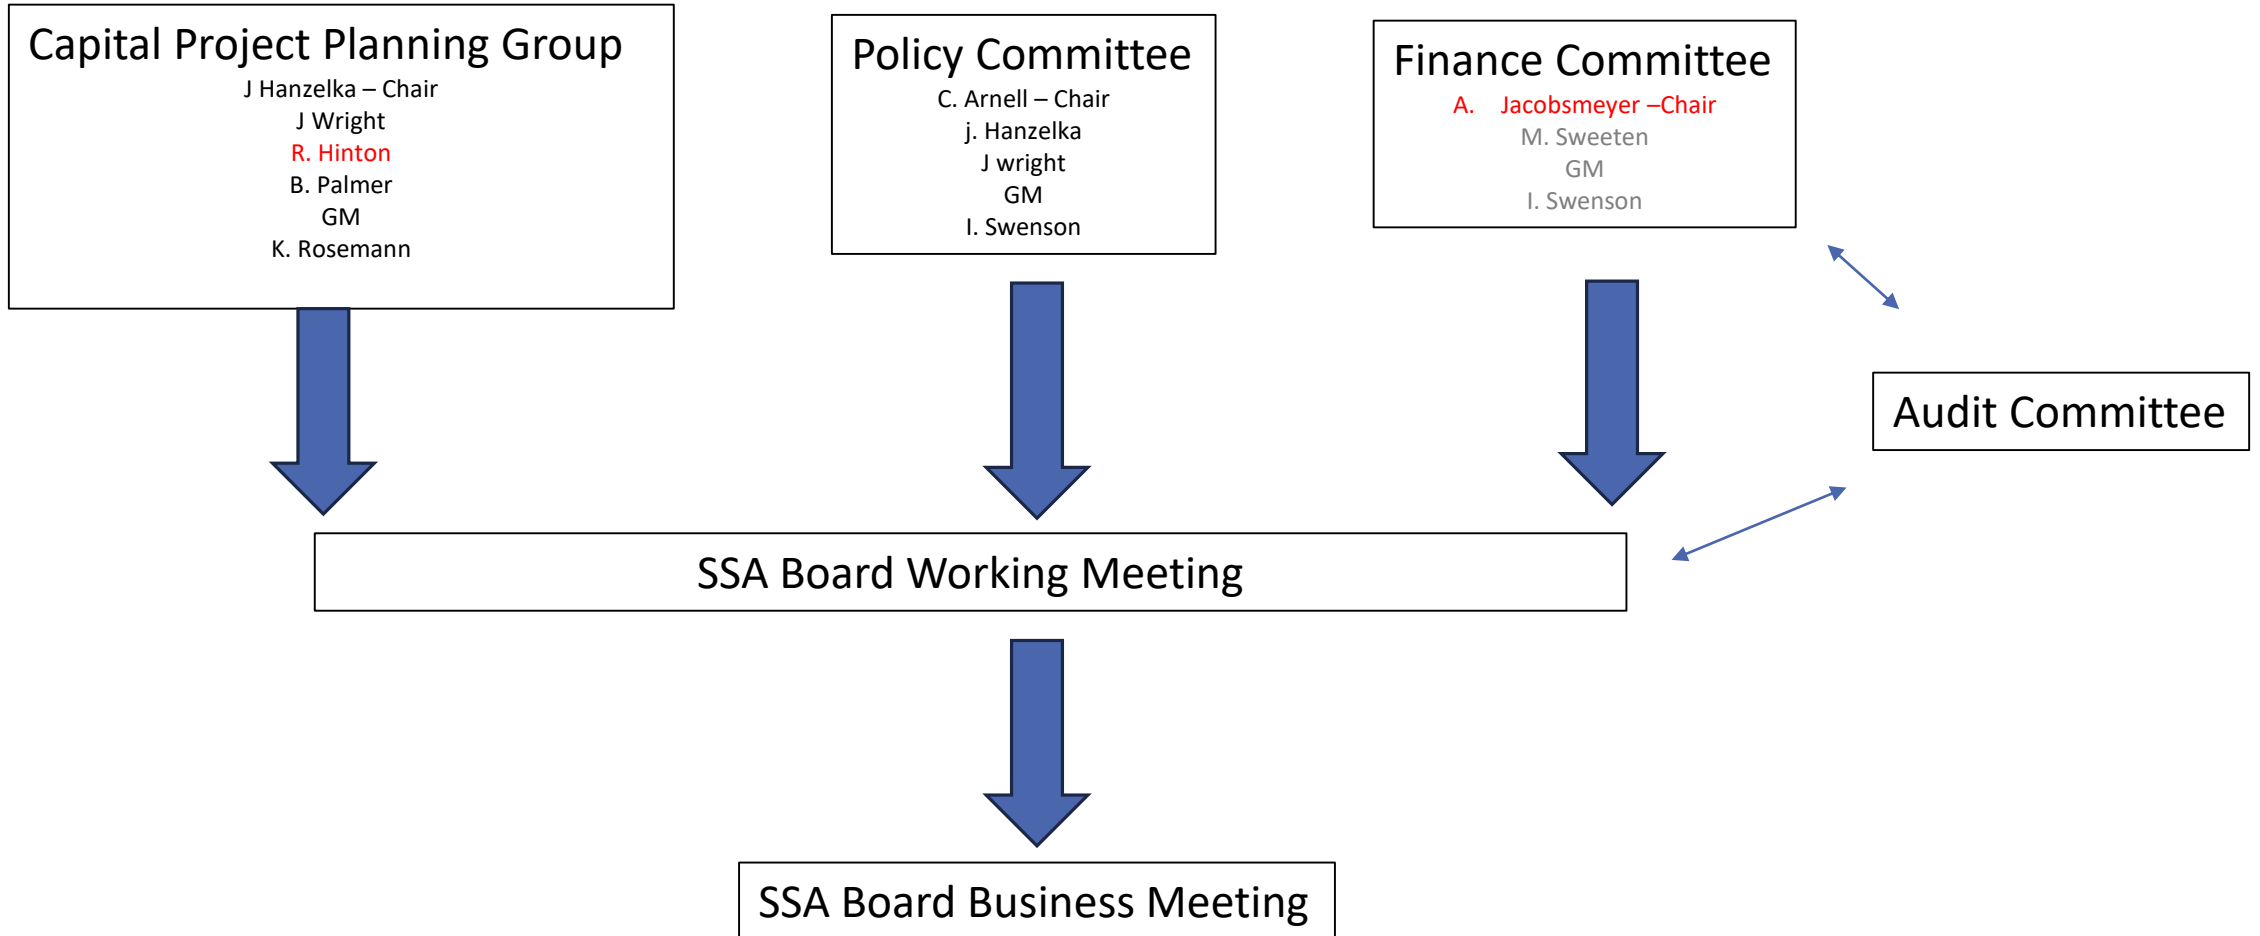 Capital Project Planning Group
J Hanzelka – Chair
J Wright
R. Hinton
B. Palmer
GM
K. Rosemann
Policy Committee
C. Arnell – Chair
j. Hanzelka
J wright
GM
I. Swenson
Finance Committee
A. Jacobsmeyer –Chair
M. Sweeten
GM
I. Swenson
Audit Committee
SSA Board Working Meeting
SSA Board Business Meeting